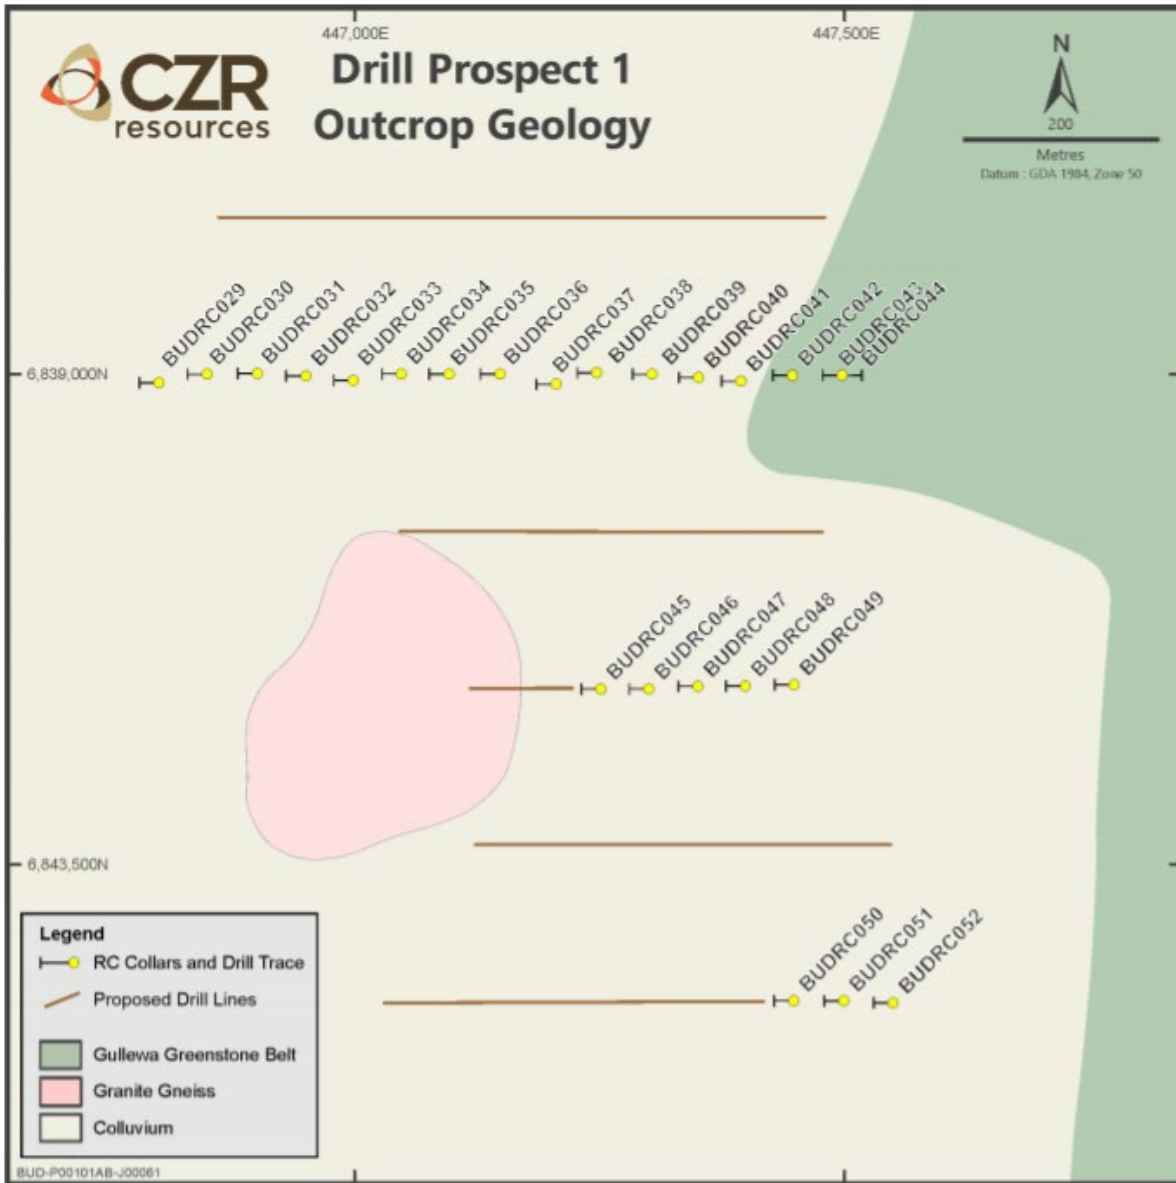 447,000E
447,500E
CZR
resources
Drill Prospect 1
Outcrop Geology
N
200
Metres
Datum : GDA 1984, Zone 50
BUDRC029
BUDRC030
BUDRC031
BUDRC032
BUDRC033
BUDRC034
BUDRC035
BUDRC036
BUDRC037
BUDRC038
BUDRC039
BUDRC040
BUDRC041
BUDRC042
BUDRC043
BUDRC044
6,839,000N
BUDRC045
BUDRC046
BUDRC047
BUDRC048
BUDRC049
6,843,500N
BUDRC050
BUDRC051
BUDRC052
Legend
RC Collars and Drill Trace
Proposed Drill Lines
Gullewa Greenstone Belt
Granite Gneiss
Colluvium
BUD-P00101AB-J00061